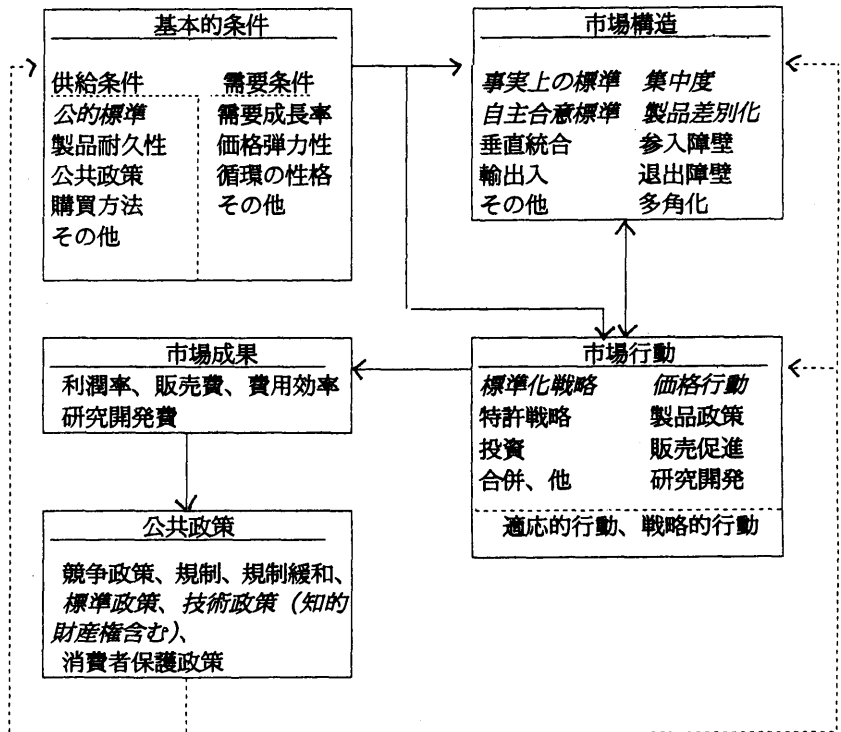 基本的条件
供給条件 需要条件
公的標準 需要成長率
製品耐久性 価格弾力性
公共政策 循環の性格
購買方法 その他
その他
市場構造
事実上の標準 集中度
自主合意標準 製品差別化
垂直統合 参入障壁
輸出入 退出障壁
その他 多角化
市場成果
利潤率、販売費、費用効率
研究開発費
市場行動
標準化戦略 価格行動
特許戦略 製品政策
投資 販売促進
合併、他 研究開発
適応的行動、戦略的行動
公共政策
競争政策、規制、規制緩和、
標準政策、技術政策（知的
財産権含む）、
消費者保護政策